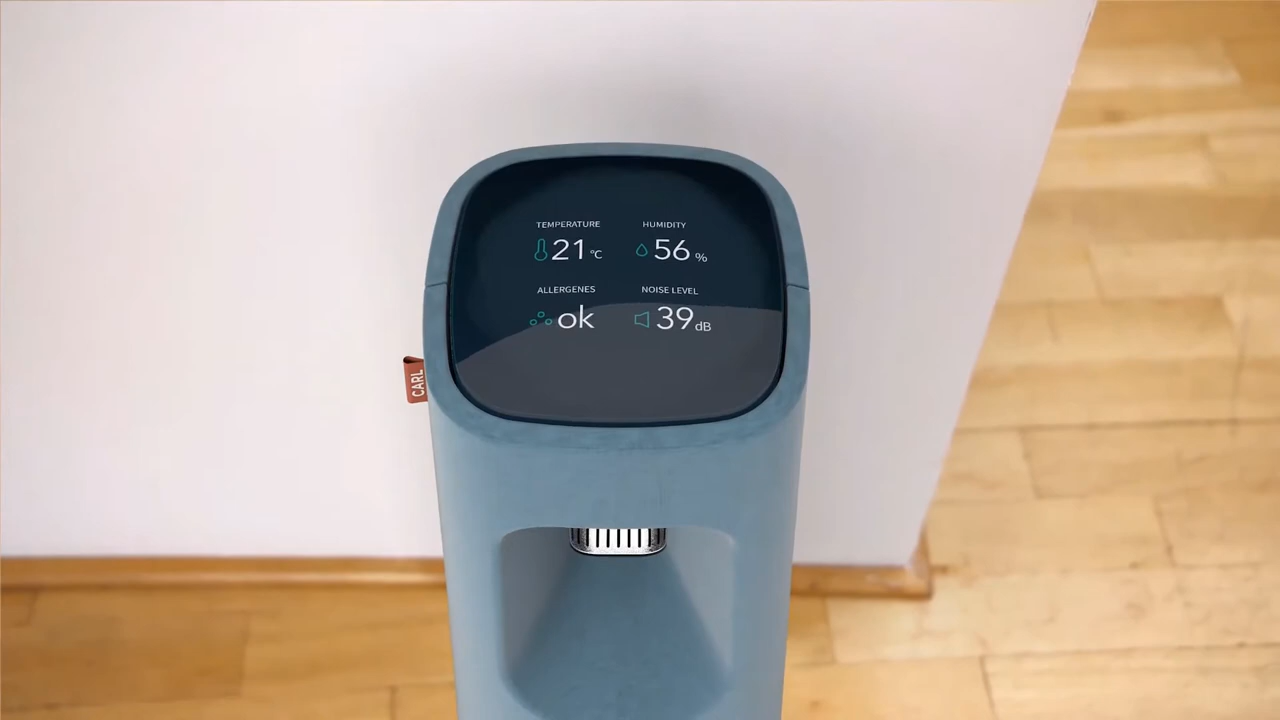 TEMPERATURE HUMIDITY
21 °C 56 %
ALLERGENES NOISE LEVEL
ok 39 dB
CARL